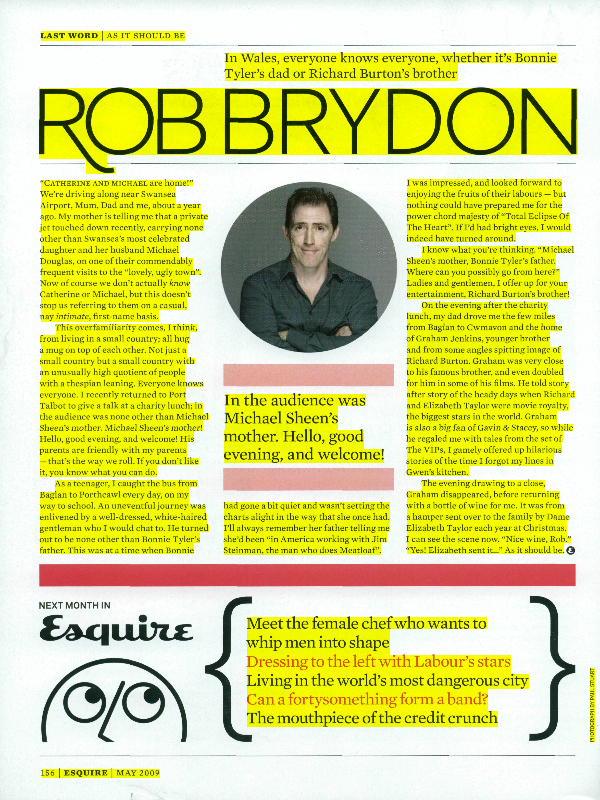 LAST WORD | AS IT SHOULD BE
In Wales, everyone knows everyone, whether it's Bonnie
Tyler's dad or Richard Burton's brother
ROB BRYDON
"CATHERINE AND MICHAEL are home!"
We're driving along near Swansea
Airport, Mum, Dad and me, about a year
ago. My mother is telling me that a private
jet touched down recently, carrying none
other than Swansea's most celebrated
daughter and her husband Michael
Douglas, on one of their commendably
frequent visits to the "lovely, ugly town".
Now of course we don't actually know
Catherine or Michael, but this doesn't
stop us referring to them on a casual,
nay intimate, first-name basis.
This overfamiliarity comes, I think,
from living in a small country; all hug
a mug on top of each other. Not just a
small country but a small country with
an unusually high quotient of people
with a thespian leaning. Everyone knows
everyone. I recently returned to Port
Talbot to give a talk at a charity lunch; in
the audience was none other than Michael
Sheen's mother. Michael Sheen's mother!
Hello, good evening, and welcome! His
parents are friendly with my parents
— that's the way we roll. If you don't like
it, you know what you can do.
As a teenager, I caught the bus from
Baglan to Porthcawl every day, on my
way to school. An uneventful journey was
enlivened by a well-dressed, white-haired
gentleman who I would chat to. He turned
out to be none other than Bonnie Tyler's
father. This was at a time when Bonnie
In the audience was
Michael Sheen's
mother. Hello, good
evening, and welcome!
had gone a bit quiet and wasn't setting the
charts alight in the way that she once had.
I'll always remember her father telling me
she'd been "in America working with Jim
Steinman, the man who does Meatloaf".
I was impressed, and looked forward to
enjoying the fruits of their labours — but
nothing could have prepared me for the
power chord majesty of "Total Eclipse Of
The Heart". If I'd had bright eyes, I would
indeed have turned around.
I know what you're thinking. "Michael
Sheen's mother, Bonnie Tyler's father.
Where can you possibly go from here?"
Ladies and gentlemen, I offer up for your
entertainment, Richard Burton's brother!
On the evening after the charity
lunch, my dad drove me the few miles
from Baglan to Cwmavon and the home
of Graham Jenkins, younger brother
and from some angles spitting image of
Richard Burton. Graham was very close
to his famous brother, and even doubled
for him in some of his films. He told story
after story of the heady days when Richard
and Elizabeth Taylor were movie royalty,
the biggest stars in the world. Graham
is also a big fan of Gavin & Stacey, so while
he regaled me with tales from the set of
The VIPs, I gamely offered up hilarious
stories of the time I forgot my lines in
Gwen's kitchen.
The evening drawing to a close,
Graham disappeared, before returning
with a bottle of wine for me. It was from
a hamper sent over to the family by Dame
Elizabeth Taylor each year at Christmas.
I can see the scene now. "Nice wine, Rob."
"Yes! Elizabeth sent it..." As it should be. E
NEXT MONTH IN
Esquire
Meet the female chef who wants to
whip men into shape
Dressing to the left with Labour's stars
Living in the world's most dangerous city
Can a fortysomething form a band?
The mouthpiece of the credit crunch
PHOTOGRAPH BY PAUL STUART
156 | ESQUIRE | MAY 2009